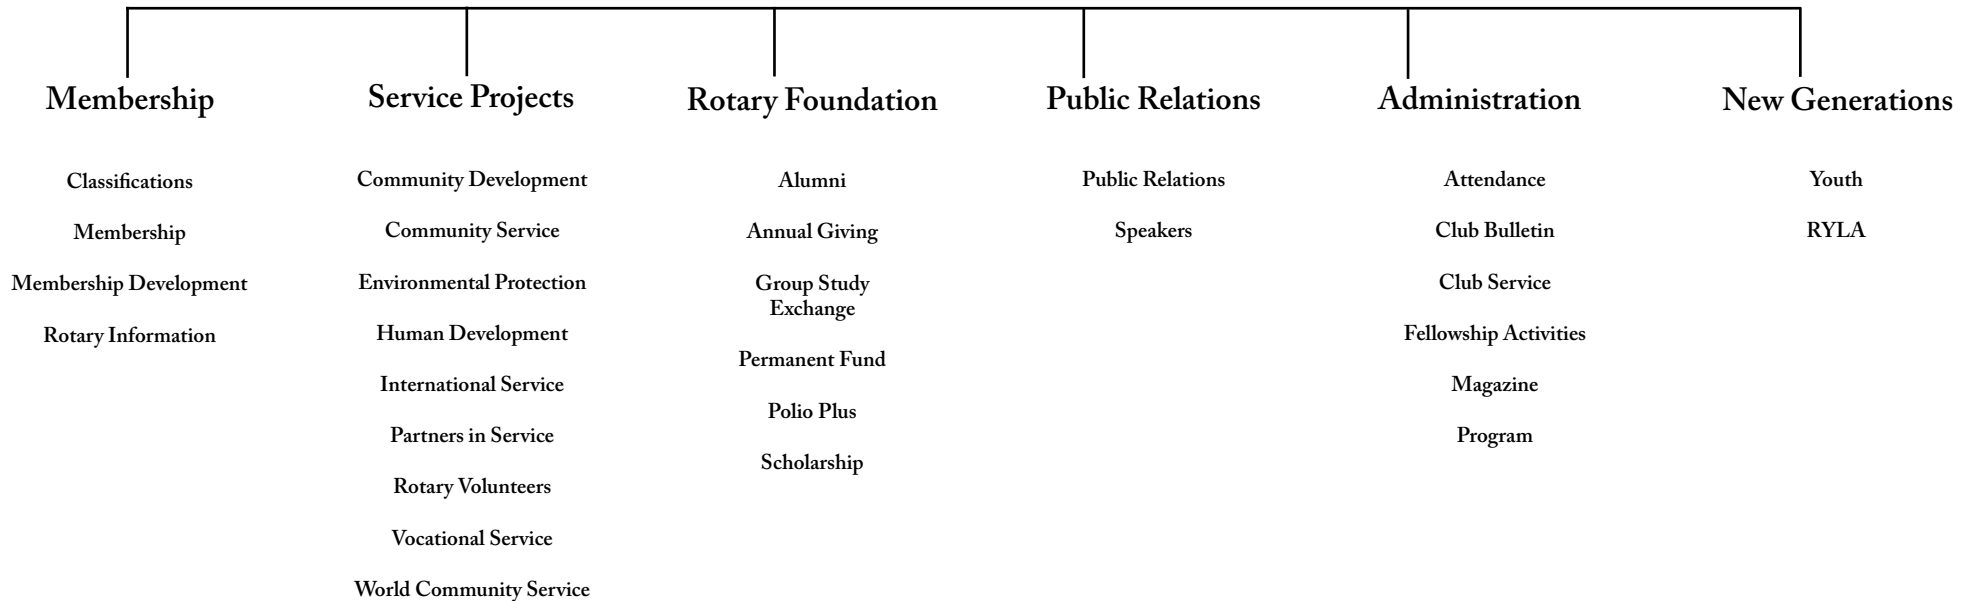 Membership
Classifications
Membership
Membership Development
Rotary Information
Service Projects
Community Development
Community Service
Environmental Protection
Human Development
International Service
Partners in Service
Rotary Volunteers
Vocational Service
World Community Service
Rotary Foundation
Alumni
Annual Giving
Group Study
Exchange
Permanent Fund
Polio Plus
Scholarship
Public Relations
Public Relations
Speakers
Administration
Attendance
Club Bulletin
Club Service
Fellowship Activities
Magazine
Program
New Generations
Youth
RYLA